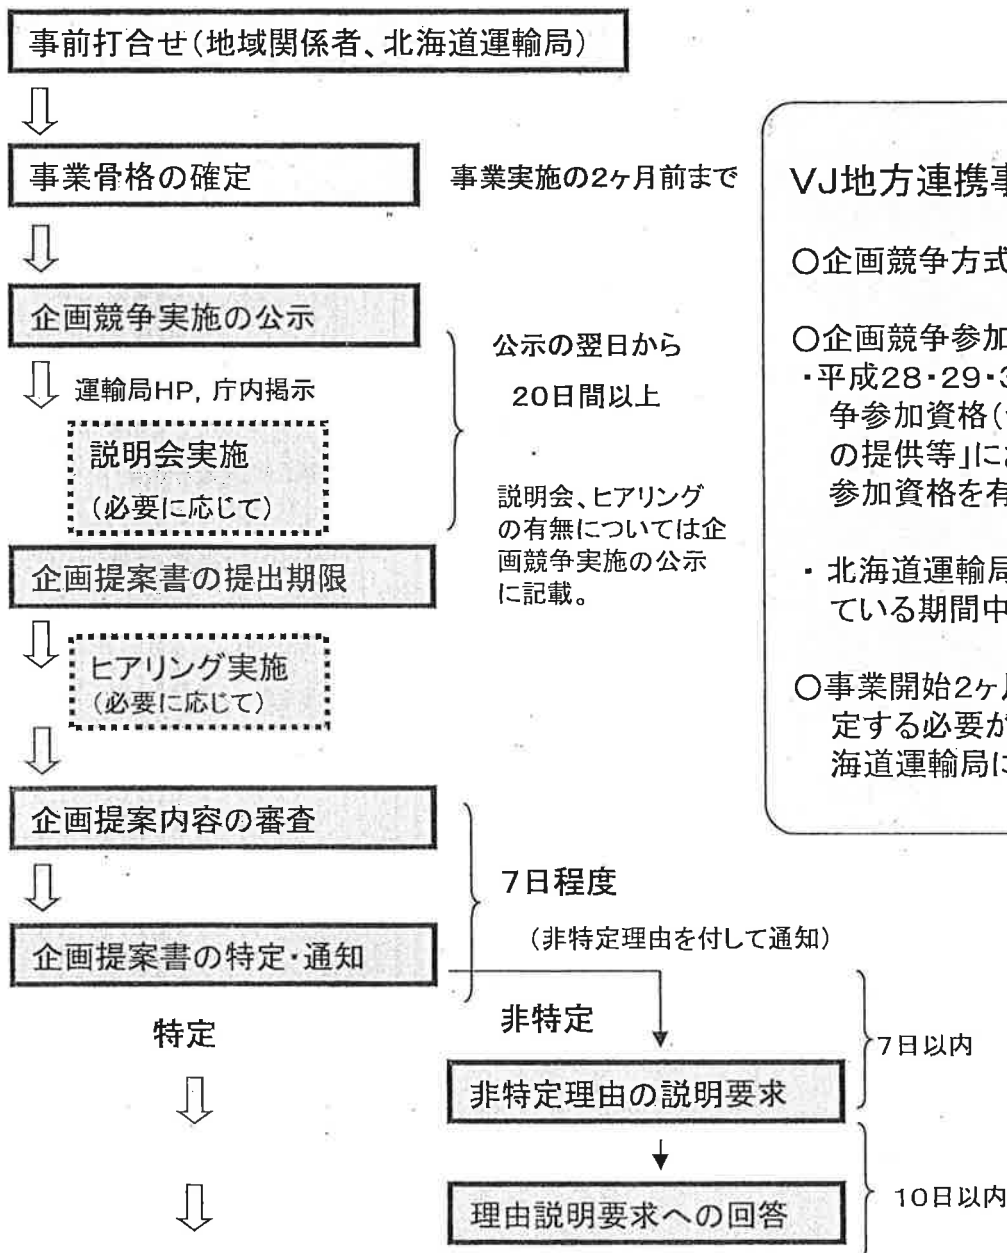 事前打合せ(地域関係者、北海道運輸局)
事業骨格の確定
事業実施の2ヶ月前まで
企画競争実施の公示
運輸局HP, 庁内掲示
説明会実施
(必要に応じて)
公示の翌日から
20日間以上
説明会、ヒアリング
の有無については企
画競争実施の公示
に記載。
企画提案書の提出期限
ヒアリング実施
(必要に応じて)
企画提案内容の審査
7日程度
(非特定理由を付して通知)
企画提案書の特定・通知
特定
非特定
7日以内
非特定理由の説明要求
10日以内
理由説明要求への回答
VJ地方連携事
〇企画競争方式
〇企画競争参加
・平成28・29・3
争参加資格(
の提供等」に
参加資格を有
・北海道運輸局
ている期間中
〇事業開始2ヶ月
定する必要が
海道運輸局に